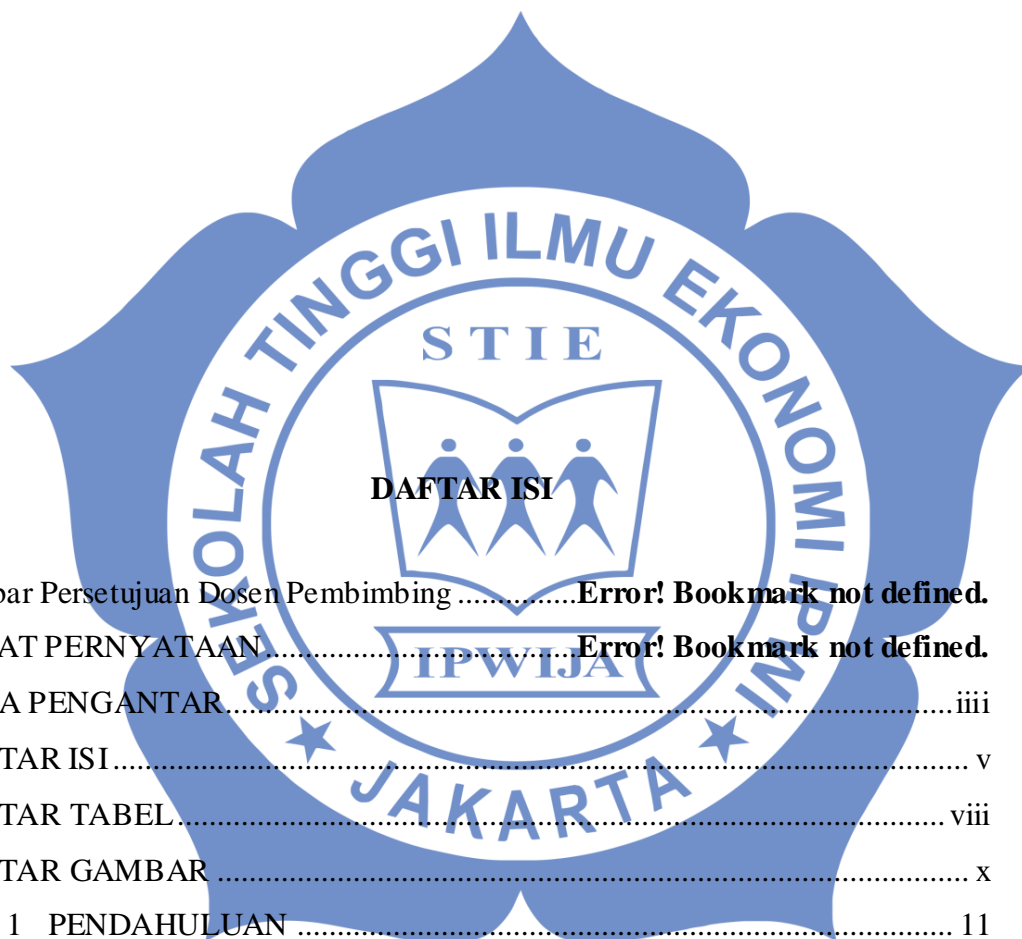 SEKOLAH TINGGI ILMU EKONOMI IPWI
STIE
DAFTAR ISI
bar Persetujuan Dosen Pembimbing ..............Error! Bookmark not defined.
AT PERNYATAAN..................................Error! Bookmark not defined.
IPWIJA
A PENGANTAR................................................................................iiii
TAR ISI............................................................................................ v
TAR TABEL.................................................................................. viii
TAR GAMBAR ................................................................................ x
JAKARTA
1 PENDAHULUAN ...................................................................... 11